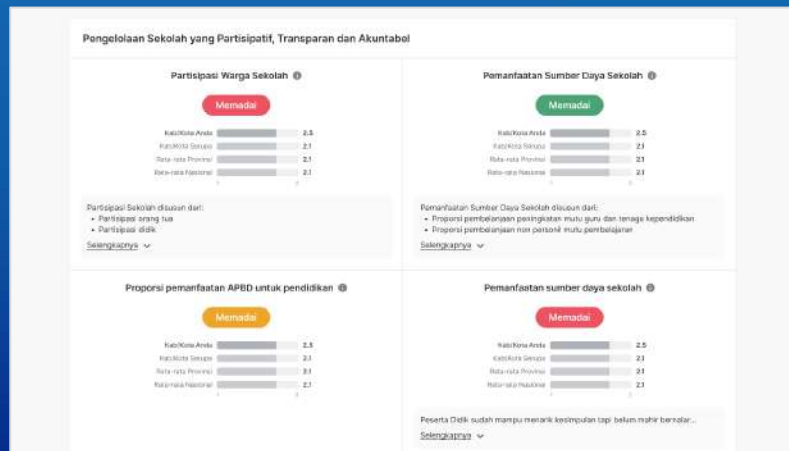 Pengelolaan Sekolah yang Partisipatif, Transparan dan Akuntabel
Partisipasi Warga Sekolah
Memadai
Kab/Kota Anda 2.5
Kab/Kota Serupa 2.1
Rata-rata Provinsi 2.1
Rata-rata Nasional 2.1
Partisipasi Sekolah disusun dari:
• Partisipasi orang tua
• Partisipasi didik
Selengkapnya
Pemanfaatan Sumber Daya Sekolah
Memadai
Kab/Kota Anda 2.5
Kab/Kota Serupa 2.1
Rata-rata Provinsi 2.1
Rata-rata Nasional 2.1
Pemanfaatan Sumber Daya Sekolah disusun dari:
• Proporsi pembelanjaan peningkatan mutu guru dan tenaga kependidikan
• Proporsi pembelanjaan non personil mutu pembelajaran
Selengkapnya
Proporsi pemanfaatan APBD untuk pendidikan
Memadai
Kab/Kota Anda 2.5
Kab/Kota Serupa 2.1
Rata-rata Provinsi 2.1
Rata-rata Nasional 2.1
Pemanfaatan sumber daya sekolah
Memadai
Kab/Kota Anda 2.5
Kab/Kota Serupa 2.1
Rata-rata Provinsi 2.1
Rata-rata Nasional 2.1
Peserta Didik sudah mampu menarik kesimpulan tapi belum mahir bernalar...
Selengkapnya